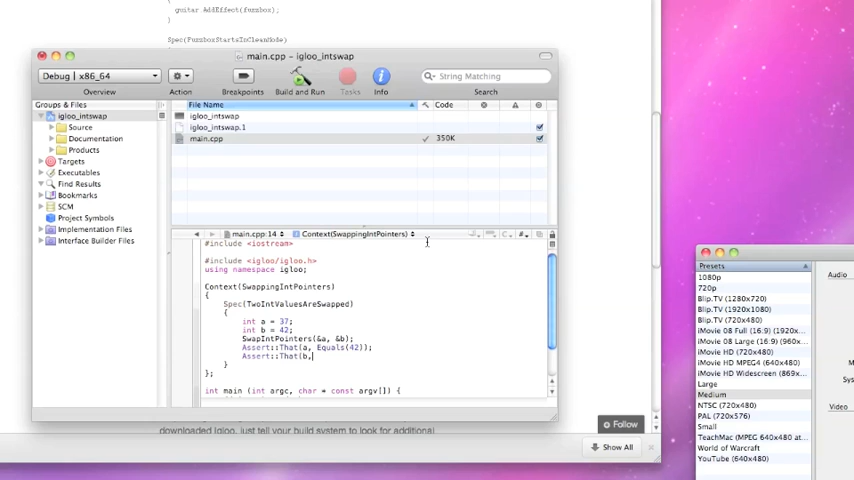 guitar AddEffect(fuzzbox);
}
Spec(FuzzboxStartsInCleanMode)
main.cpp – igloo_intswap
Debug | x86_64
String Matching
Overview
Action
Breakpoints
Build and Run
Tasks
Info
Search
Groups & Files
File Name
Code
igloo_intswap
Source
Documentation
Products
Targets
Executables
Find Results
Bookmarks
SCM
Project Symbols
Implementation Files
Interface Builder Files
igloo_intswap
igloo_intswap.1
main.cpp
350K
main.cpp:14
Context(SwappingIntPointers)
#include <iostream>
#include <igloo/igloo.h>
using namespace igloo;
Context(SwappingIntPointers)
{
Spec(TwoIntValuesAreSwapped)
{
int a = 37;
int b = 42;
SwapIntPointers(&a, &b);
Assert::That(a, Equals(42));
Assert::That(b,
}
};
int main (int argc, char * const argv[]) {
downloaded Igloo, just tell your build system to look for additional
Follow
Show All
Presets
1080p
720p
Blip.TV (1280x720)
Blip.TV (1920x1080)
Blip.TV (720x480)
iMovie 08 Full (16:9) (1920x...
iMovie 08 Large (16:9) (960x...
iMovie HD (720x480)
iMovie HD MPEG4 (640x480)
iMovie HD Widescreen (869x...
Large
Medium
NTSC (720x480)
PAL (720x576)
Small
TeachMac (MPEG 640x480 at...
World of Warcraft
YouTube (640x480)
Audio
Video